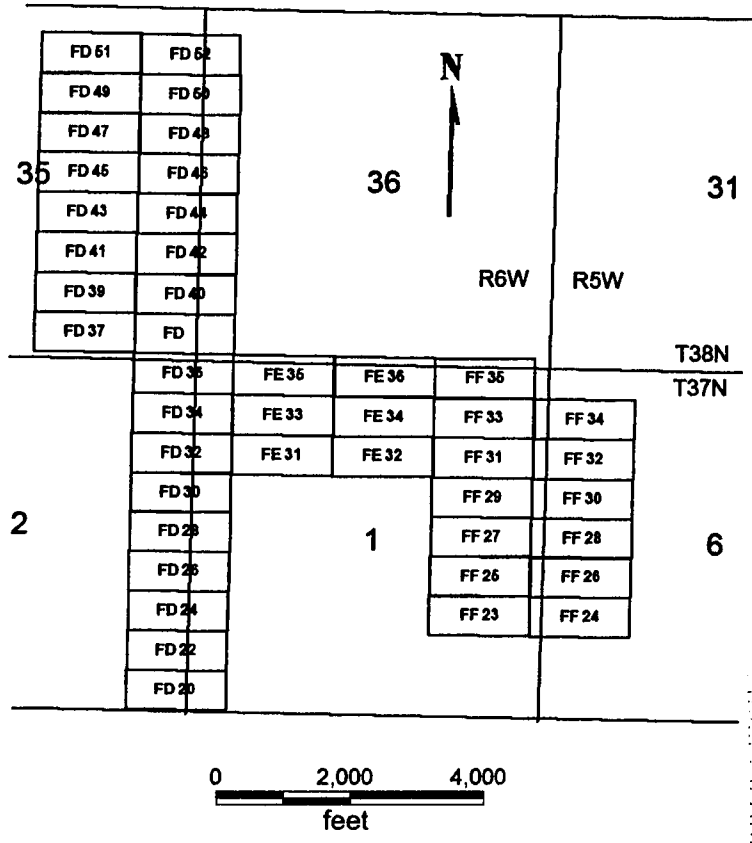 FD 51 FD 52
N
FD 49 FD 50
FD 47 FD 48
35 FD 45 FD 46 36 31
FD 43 FD 44
FD 41 FD 42
R6W R5W
FD 39 FD 40
FD 37 FD
T38N
FD 36 FE 35 FE 36 FF 35
T37N
FD 34 FE 33 FE 34 FF 33 FF 34
FD 32 FE 31 FE 32 FF 31 FF 32
FD 30 FF 29 FF 30
2 FD 28 1 FF 27 FF 28 6
FD 26 FF 25 FF 26
FD 24 FF 23 FF 24
FD 22
FD 20
0 2,000 4,000
feet